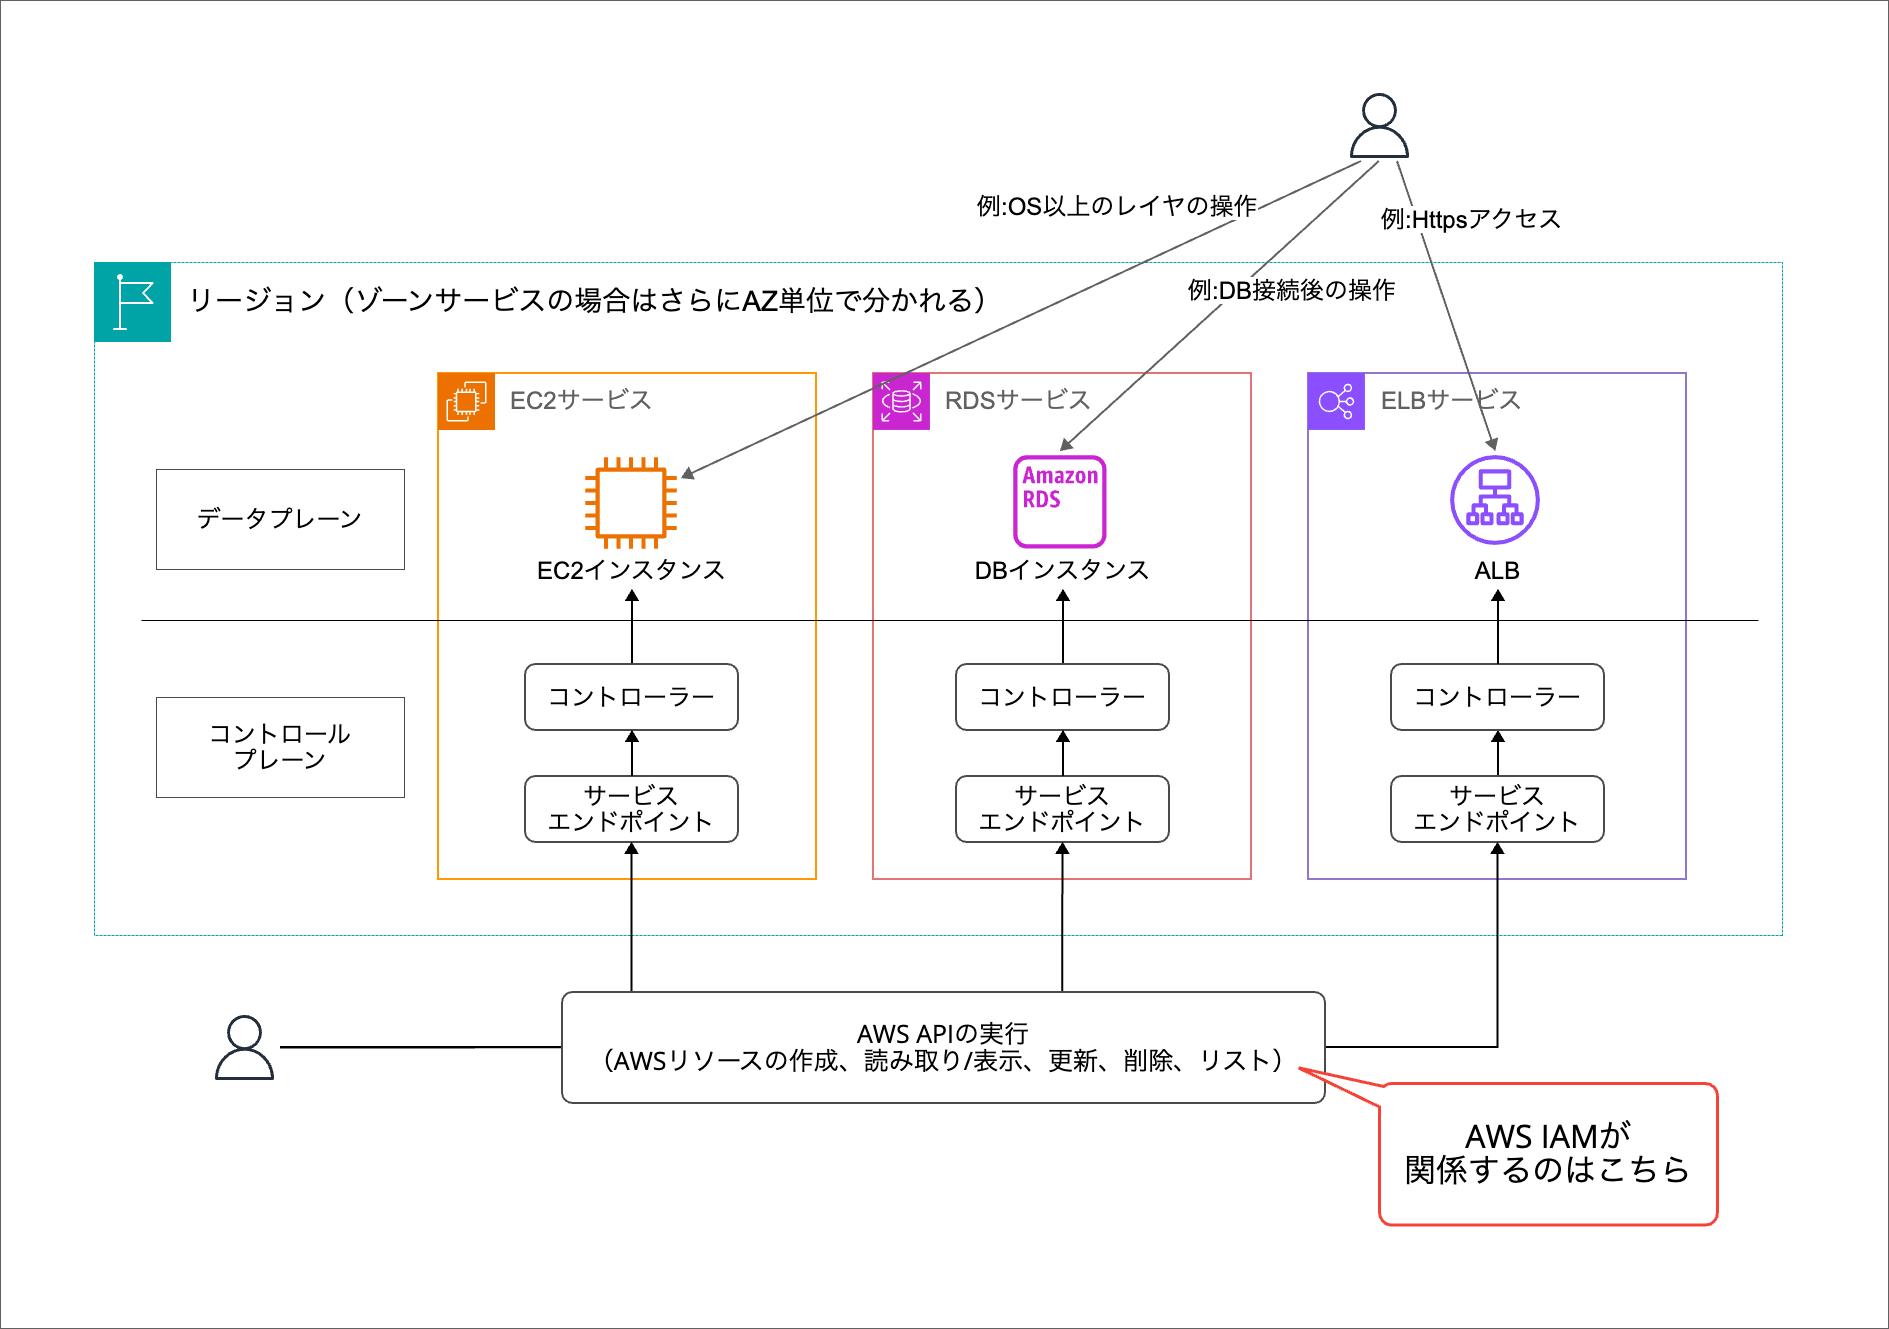 例:OS以上のレイヤの操作
例:Httpsアクセス
例:DB接続後の操作
リージョン（ゾーンサービスの場合はさらにAZ単位で分かれる）
EC2サービス
RDSサービス
ELBサービス
データプレーン
Amazon
RDS
EC2インスタンス
DBインスタンス
ALB
コントロール
プレーン
コントローラー
コントローラー
コントローラー
サービス
エンドポイント
サービス
エンドポイント
サービス
エンドポイント
AWS APIの実行
（AWSリソースの作成、読み取り/表示、更新、削除、リスト）
AWS IAMが
関係するのはこちら